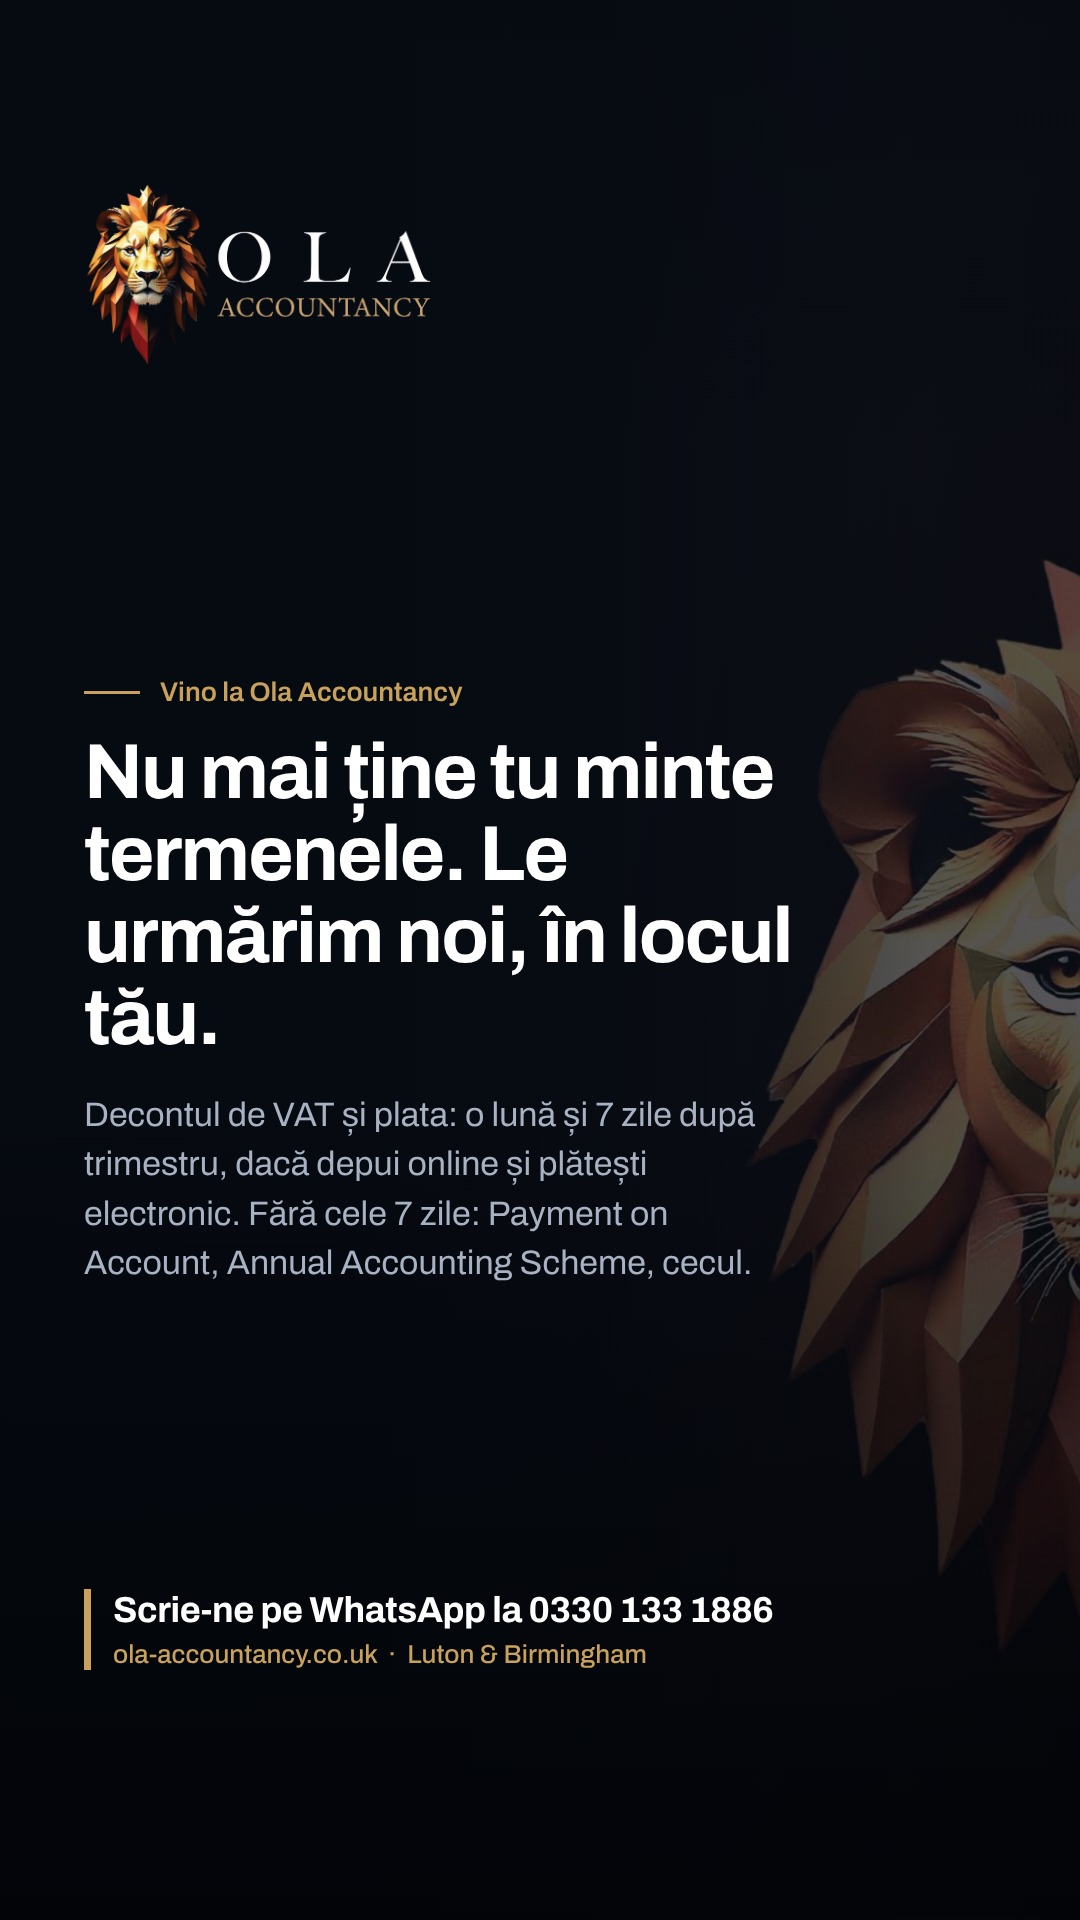 OLA
ACCOUNTANCY
Vino la Ola Accountancy
Nu mai ține tu minte
termenele. Le
urmărim noi, în locul
tău.
Decontul de VAT și plata: o lună și 7 zile după
trimestru, dacă depui online și plătești
electronic. Fără cele 7 zile: Payment on
Account, Annual Accounting Scheme, cecul.
Scrie-ne pe WhatsApp la 0330 133 1886
ola-accountancy.co.uk · Luton & Birmingham